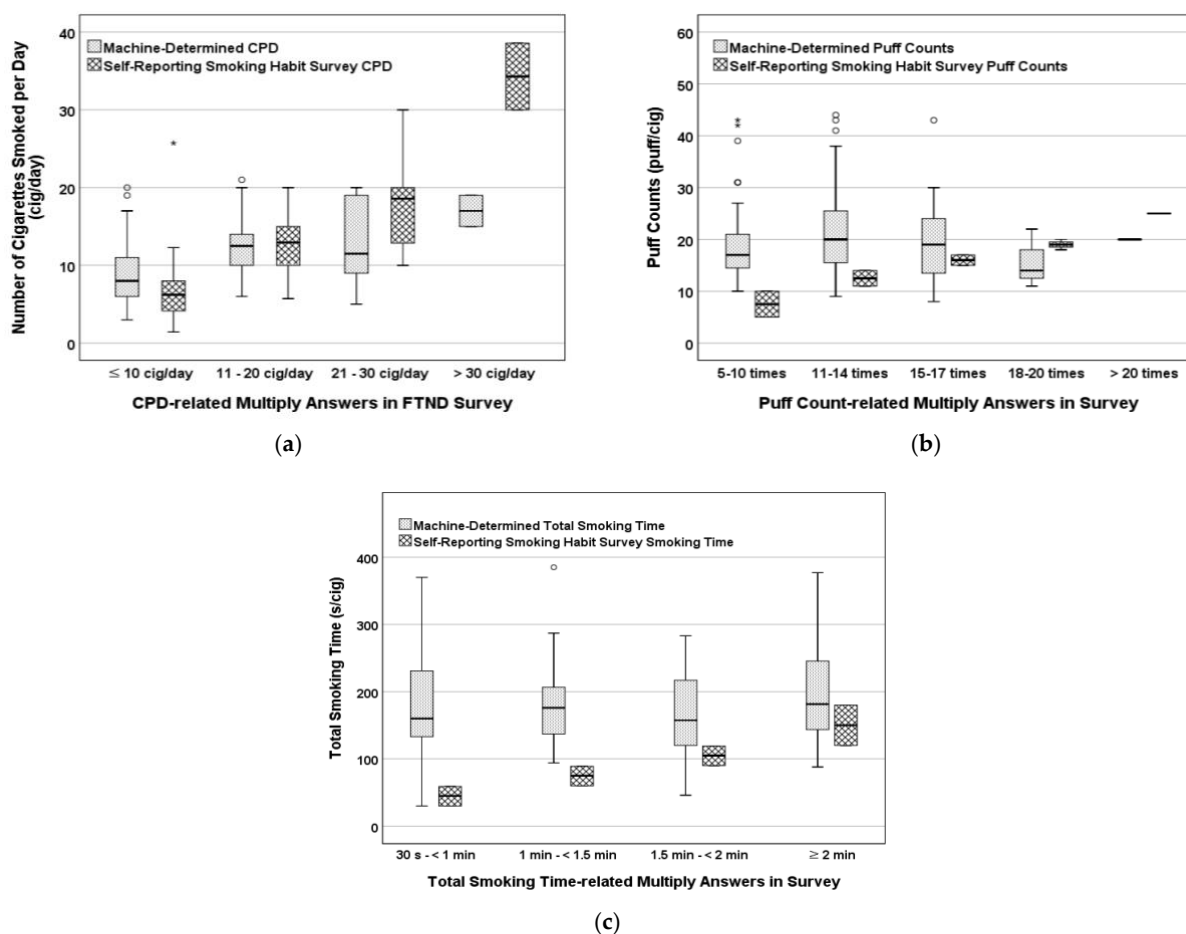 40
30
20
10
0
Number of Cigarettes Smoked per Day
(cig/day)
Machine-Determined CPD
Self-Reporting Smoking Habit Survey CPD
≤ 10 cig/day 11 - 20 cig/day 21 - 30 cig/day > 30 cig/day
CPD-related Multiply Answers in FTND Survey
(a)
60
50
40
30
20
10
0
Puff Counts (puff/cig)
Machine-Determined Puff Counts
Self-Reporting Smoking Habit Survey Puff Counts
5-10 times 11-14 times 15-17 times 18-20 times > 20 times
Puff Count-related Multiply Answers in Survey
(b)
400
300
200
100
0
Total Smoking Time (s/cig)
Machine-Determined Total Smoking Time
Self-Reporting Smoking Habit Survey Smoking Time
30 s - < 1 min 1 min - < 1.5 min 1.5 min - < 2 min ≥ 2 min
Total Smoking Time-related Multiply Answers in Survey
(c)